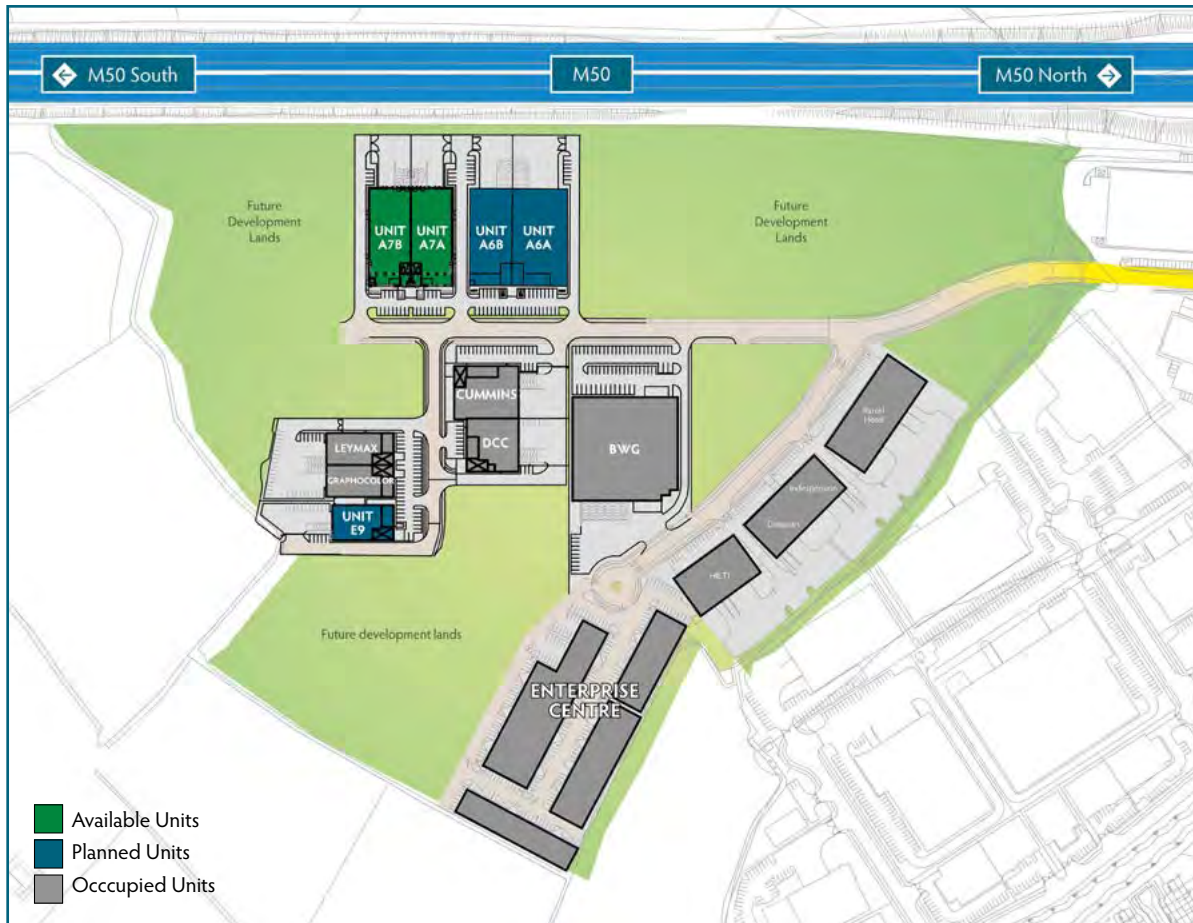 M50 South
M50
M50 North
Future
Development
Lands
Future
Development
Lands
UNIT
A7B
UNIT
A7A
UNIT
A6B
UNIT
A6A
CUMMINS
DCC
BWG
LEYMAX
GRAPHOCOLOR
UNIT
E9
HILTI
Future development lands
ENTERPRISE
CENTRE
Available Units
Planned Units
Occcupied Units